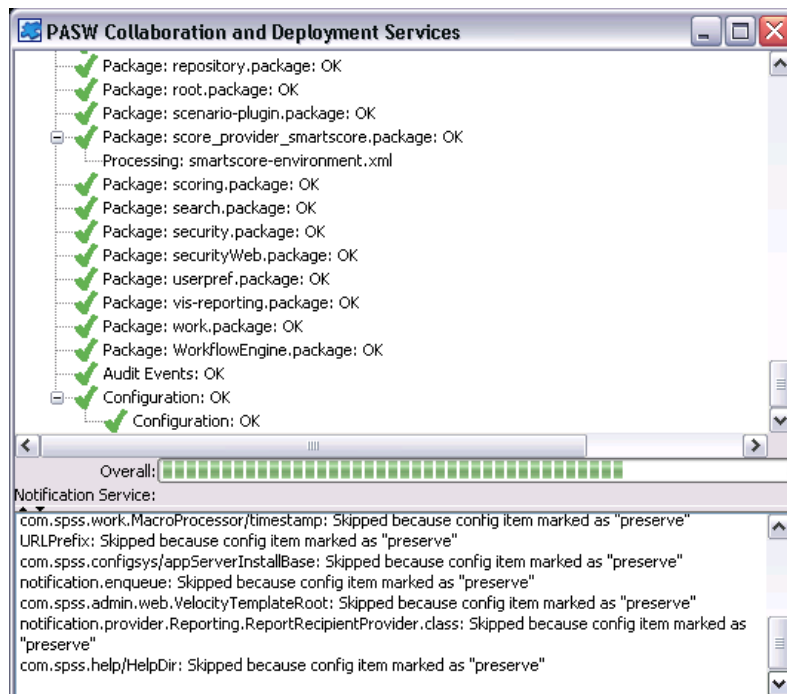 PASW Collaboration and Deployment Services
Package: repository.package: OK
Package: root.package: OK
Package: scenario-plugin.package: OK
Package: score_provider_smartscore.package: OK
Processing: smartscore-environment.xml
Package: scoring.package: OK
Package: search.package: OK
Package: security.package: OK
Package: securityWeb.package: OK
Package: userpref.package: OK
Package: vis-reporting.package: OK
Package: work.package: OK
Package: WorkflowEngine.package: OK
Audit Events: OK
Configuration: OK
Configuration: OK
Overall:
Notification Service:
com.spss.work.MacroProcessor/timestamp: Skipped because config item marked as "preserve"
URLPrefix: Skipped because config item marked as "preserve"
com.spss.configsys/appServerInstallBase: Skipped because config item marked as "preserve"
notification.enqueue: Skipped because config item marked as "preserve"
com.spss.admin.web.VelocityTemplateRoot: Skipped because config item marked as "preserve"
notification.provider.Reporting.ReportRecipientProvider.class: Skipped because config item marked as
"preserve"
com.spss.help/HelpDir: Skipped because config item marked as "preserve"